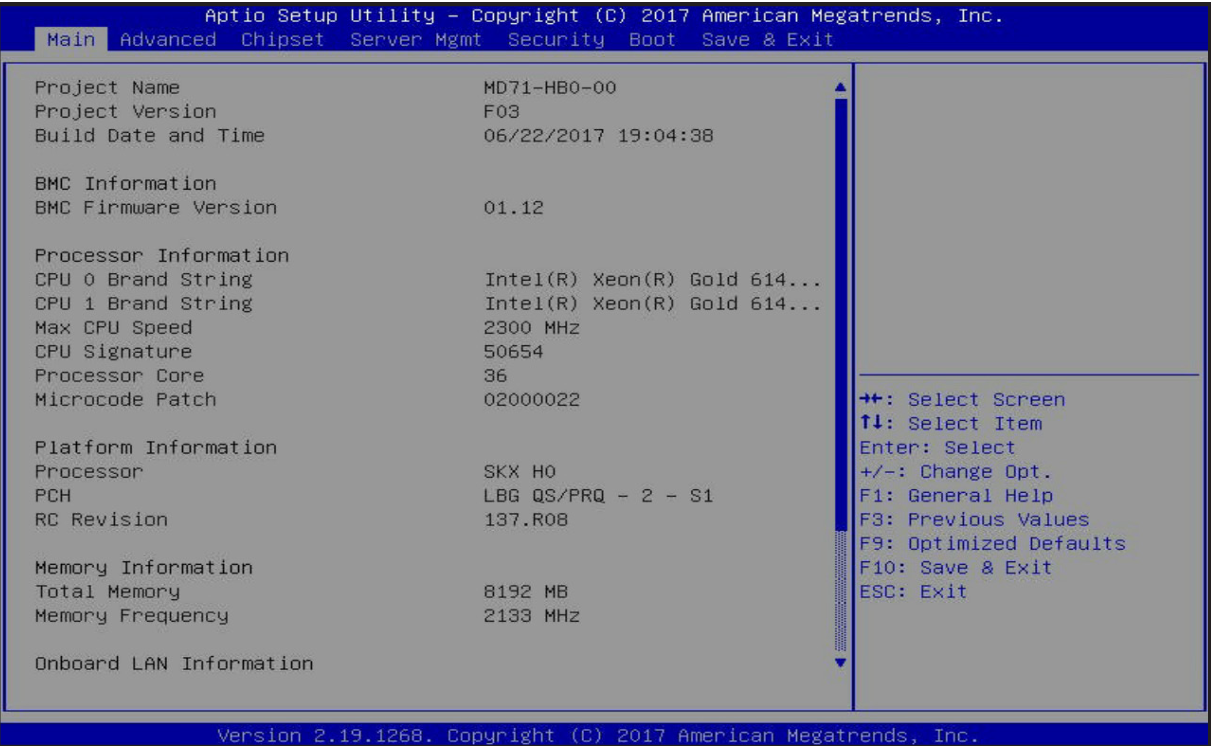 Aptio Setup Utility – Copyright (C) 2017 American Megatrends, Inc.
Main Advanced Chipset Server Mgmt Security Boot Save & Exit
Project Name MD71-HB0-00
Project Version F03
Build Date and Time 06/22/2017 19:04:38
BMC Information
BMC Firmware Version 01.12
Processor Information
CPU 0 Brand String Intel(R) Xeon(R) Gold 614...
CPU 1 Brand String Intel(R) Xeon(R) Gold 614...
Max CPU Speed 2300 MHz
CPU Signature 50654
Processor Core 36
Microcode Patch 02000022
Platform Information
Processor SKX H0
PCH LBG QS/PRQ - 2 - S1
RC Revision 137.R08
Memory Information
Total Memory 8192 MB
Memory Frequency 2133 MHz
Onboard LAN Information
→←: Select Screen
↑↓: Select Item
Enter: Select
+/-: Change Opt.
F1: General Help
F3: Previous Values
F9: Optimized Defaults
F10: Save & Exit
ESC: Exit
Version 2.19.1268. Copyright (C) 2017 American Megatrends, Inc.